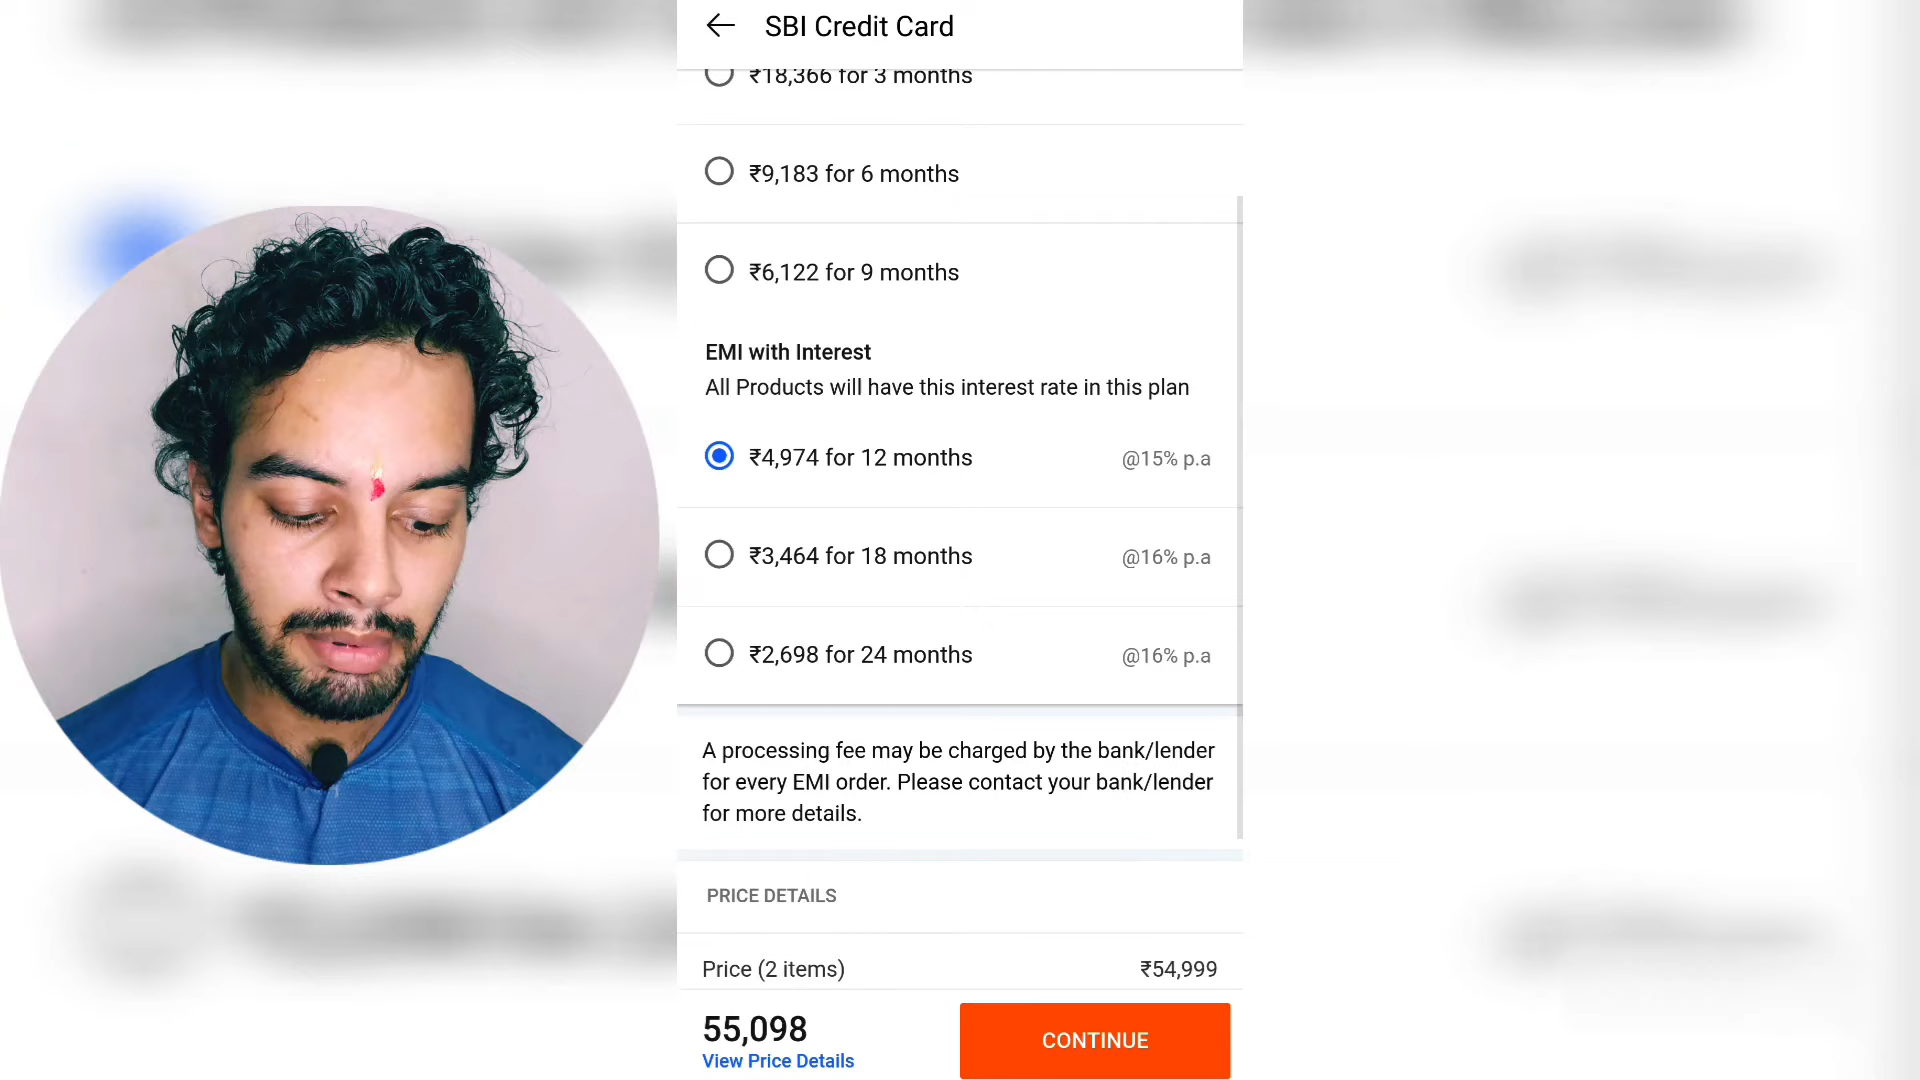 SBI Credit Card
₹18,366 for 3 months
₹9,183 for 6 months
₹6,122 for 9 months
EMI with Interest
All Products will have this interest rate in this plan
₹4,974 for 12 months @15% p.a
₹3,464 for 18 months @16% p.a
₹2,698 for 24 months @16% p.a
A processing fee may be charged by the bank/lender
for every EMI order. Please contact your bank/lender
for more details.
PRICE DETAILS
Price (2 items) ₹54,999
55,098
View Price Details
CONTINUE